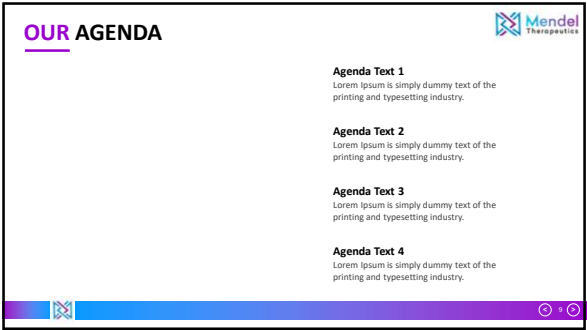 OUR AGENDA
Mendel
Therapeutics
Agenda Text 1
Lorem Ipsum is simply dummy text of the
printing and typesetting industry.
Agenda Text 2
Lorem Ipsum is simply dummy text of the
printing and typesetting industry.
Agenda Text 3
Lorem Ipsum is simply dummy text of the
printing and typesetting industry.
Agenda Text 4
Lorem Ipsum is simply dummy text of the
printing and typesetting industry.
< 9 >